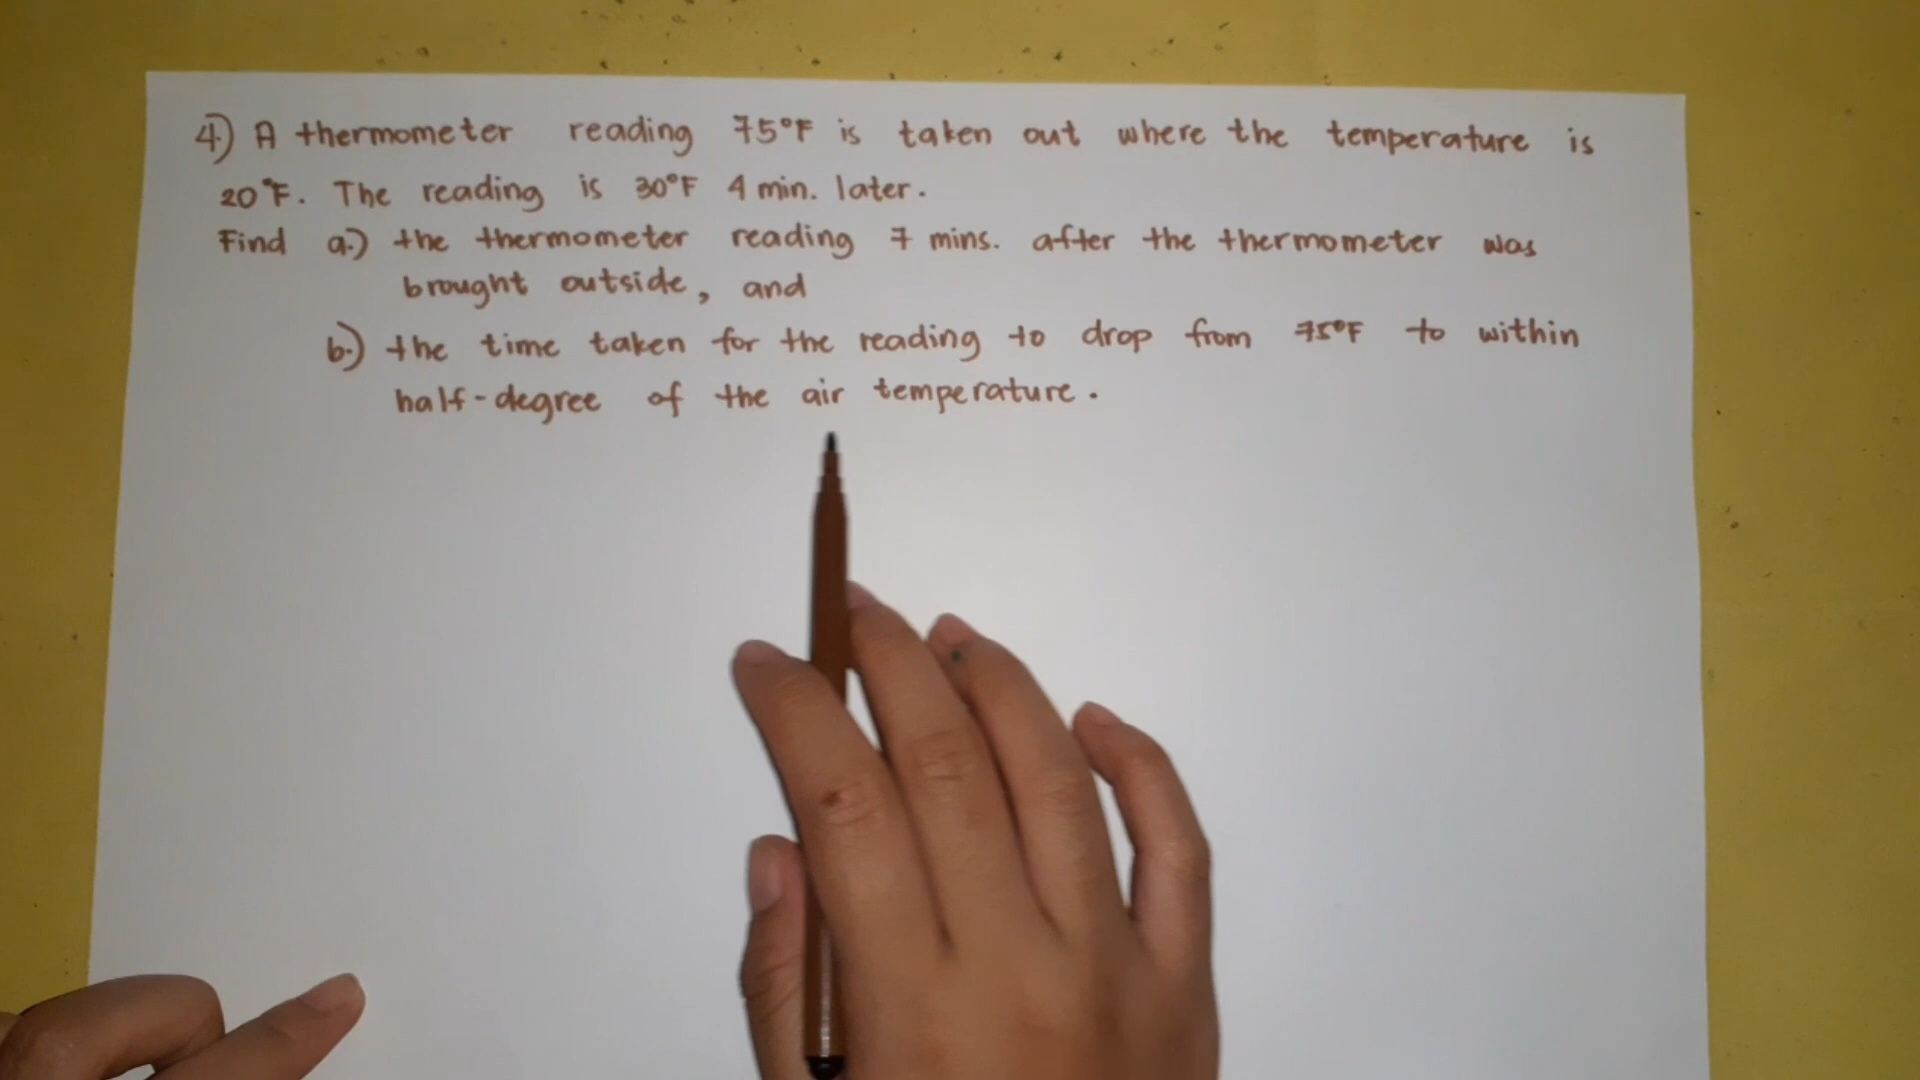 4.) A thermometer reading 75°F is taken out where the temperature is
20°F. The reading is 30°F 4 min. later.
Find a.) the thermometer reading 7 mins. after the thermometer was
brought outside, and
b.) the time taken for the reading to drop from 75°F to within
half-degree of the air temperature.